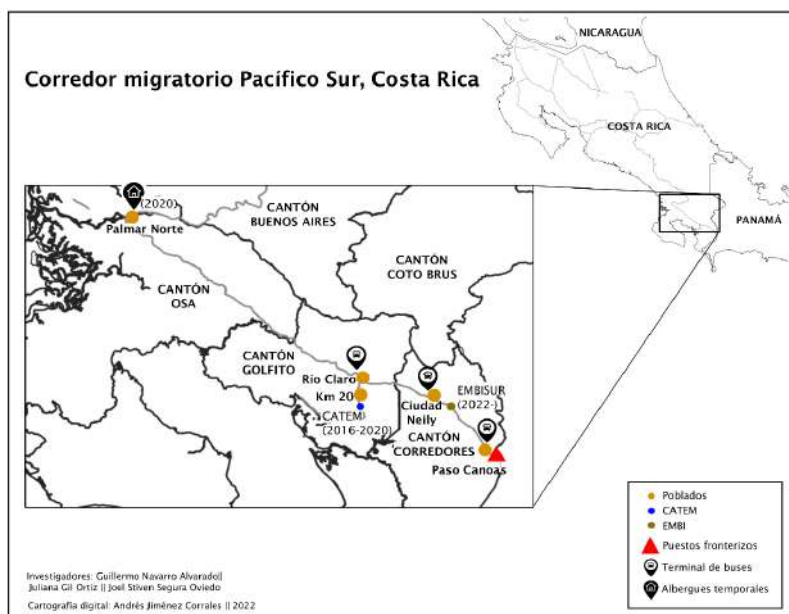 NICARAGUA
Corredor migratorio Pacífico Sur, Costa Rica
COSTA RICA
PANAMÁ
(2020)
Palmar Norte
CANTÓN
BUENOS AIRES
CANTÓN
COTO BRUS
CANTÓN
OSA
CANTÓN
GOLFITO
Río Claro
Km 20
CATEM
(2016-2020)
Ciudad
Neily
EMBISUR
(2022-)
CANTÓN
CORREDORES
Paso Canoas
Poblados
CATEM
EMBI
Puestos fronterizos
Terminal de buses
Albergues temporales
Investigadores: Guillermo Navarro Alvarado||
Juliana Gil Ortiz || Joel Stiven Segura Oviedo
Cartografía digital: Andrés Jiménez Corrales || 2022